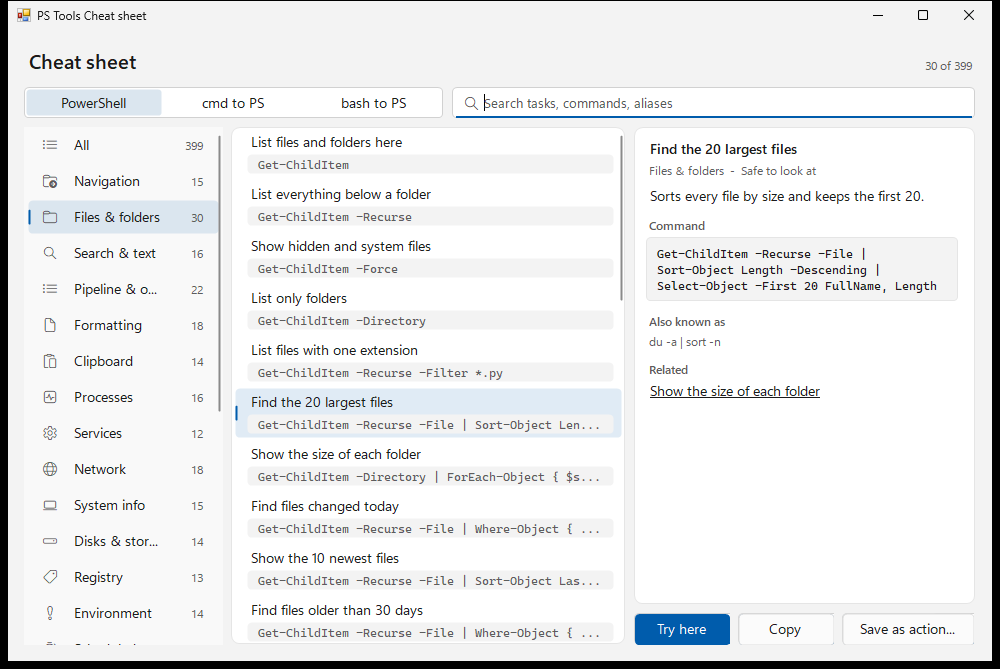 PS Tools Cheat sheet
Cheat sheet
30 of 399
PowerShell
cmd to PS
bash to PS
Search tasks, commands, aliases
All 399
Navigation 15
Files & folders 30
Search & text 16
Pipeline & o... 22
Formatting 18
Clipboard 14
Processes 16
Services 12
Network 18
System info 15
Disks & stor... 14
Registry 13
Environment 14
List files and folders here
Get-ChildItem
List everything below a folder
Get-ChildItem -Recurse
Show hidden and system files
Get-ChildItem -Force
List only folders
Get-ChildItem -Directory
List files with one extension
Get-ChildItem -Recurse -Filter *.py
Find the 20 largest files
Get-ChildItem -Recurse -File | Sort-Object Len...
Show the size of each folder
Get-ChildItem -Directory | ForEach-Object { $s...
Find files changed today
Get-ChildItem -Recurse -File | Where-Object { ...
Show the 10 newest files
Get-ChildItem -Recurse -File | Sort-Object Las...
Find files older than 30 days
Get-ChildItem -Recurse -File | Where-Object { ...
Find the 20 largest files
Files & folders - Safe to look at
Sorts every file by size and keeps the first 20.
Command
Get-ChildItem -Recurse -File |
Sort-Object Length -Descending |
Select-Object -First 20 FullName, Length
Also known as
du -a | sort -n
Related
Show the size of each folder
Try here
Copy
Save as action...